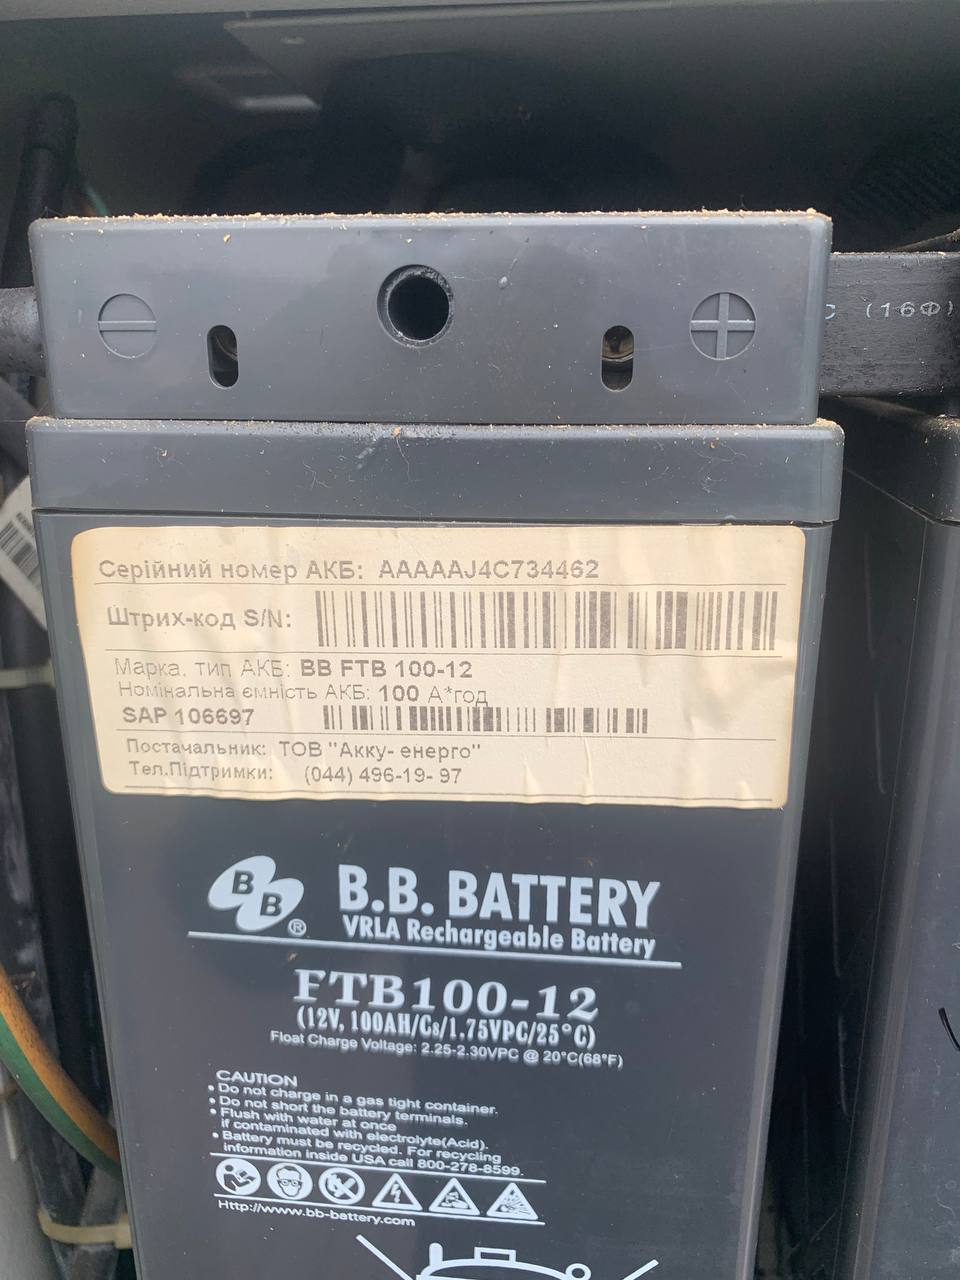 С (16Ф)
Серійний номер АКБ: AAAAAJ4C734462
Штрих-код S/N:
Марка, тип АКБ: BB FTB 100-12
Номінальна ємність АКБ: 100 А*год
SAP 106697
Постачальник: ТОВ "Акку- енерго"
Тел.Підтримки: (044) 496-19- 97
BB®
B.B. BATTERY
VRLA Rechargeable Battery
FTB100-12
(12V, 100AH/C8/1.75VPC/25°C)
Float Charge Voltage: 2.25-2.30VPC @ 20°C(68°F)
CAUTION
• Do not charge in a gas tight container.
• Do not short the battery terminals.
• Flush with water at once
if contaminated with electrolyte(Acid).
• Battery must be recycled. For recycling
information inside USA call 800-278-8599.
Http://www.bb-battery.com